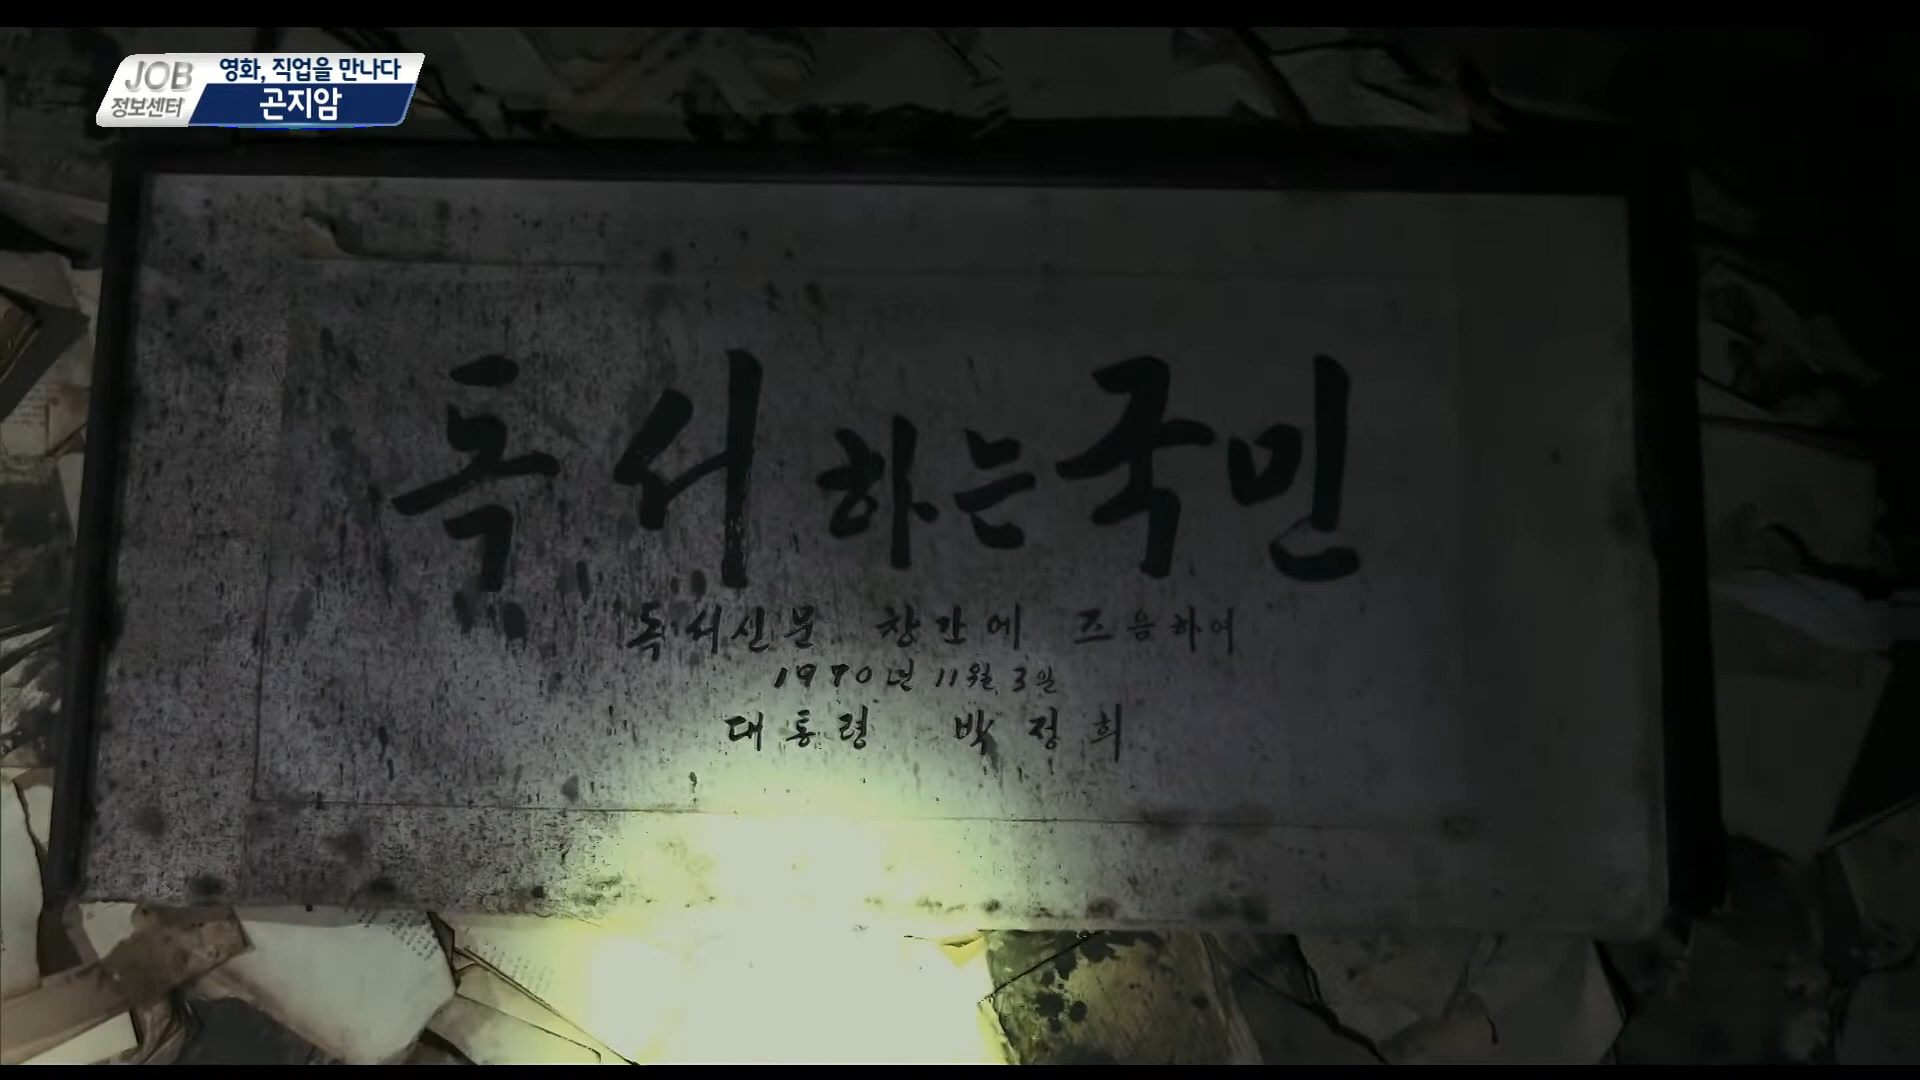 JOB
정보센터
영화, 직업을 만나다
곤지암
독서하는국민
독서신문 창간에 즈음하여
1970년 11월 3일
대통령 박정희